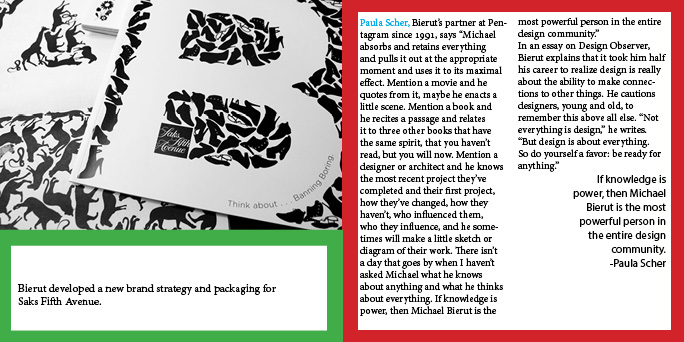 Saks
Fifth
Avenue
Think about . . . Banning Boring.
Bierut developed a new brand strategy and packaging for
Saks Fifth Avenue.
Paula Scher, Bierut's partner at Pen-
tagram since 1991, says "Michael
absorbs and retains everything
and pulls it out at the appropriate
moment and uses it to its maximal
effect. Mention a movie and he
quotes from it, maybe he enacts a
little scene. Mention a book and
he recites a passage and relates
it to three other books that have
the same spirit, that you haven't
read, but you will now. Mention a
designer or architect and he knows
the most recent project they've
completed and their first project,
how they've changed, how they
haven't, who influenced them,
who they influence, and he some-
times will make a little sketch or
diagram of their work. There isn't
a day that goes by when I haven't
asked Michael what he knows
about anything and what he thinks
about everything. If knowledge is
power, then Michael Bierut is the
most powerful person in the entire
design community."
In an essay on Design Observer,
Bierut explains that it took him half
his career to realize design is really
about the ability to make connec-
tions to other things. He cautions
designers, young and old, to
remember this above all else. "Not
everything is design," he writes.
"But design is about everything.
So do yourself a favor: be ready for
anything."
If knowledge is
power, then Michael
Bierut is the most
powerful person in
the entire design
community.
-Paula Scher